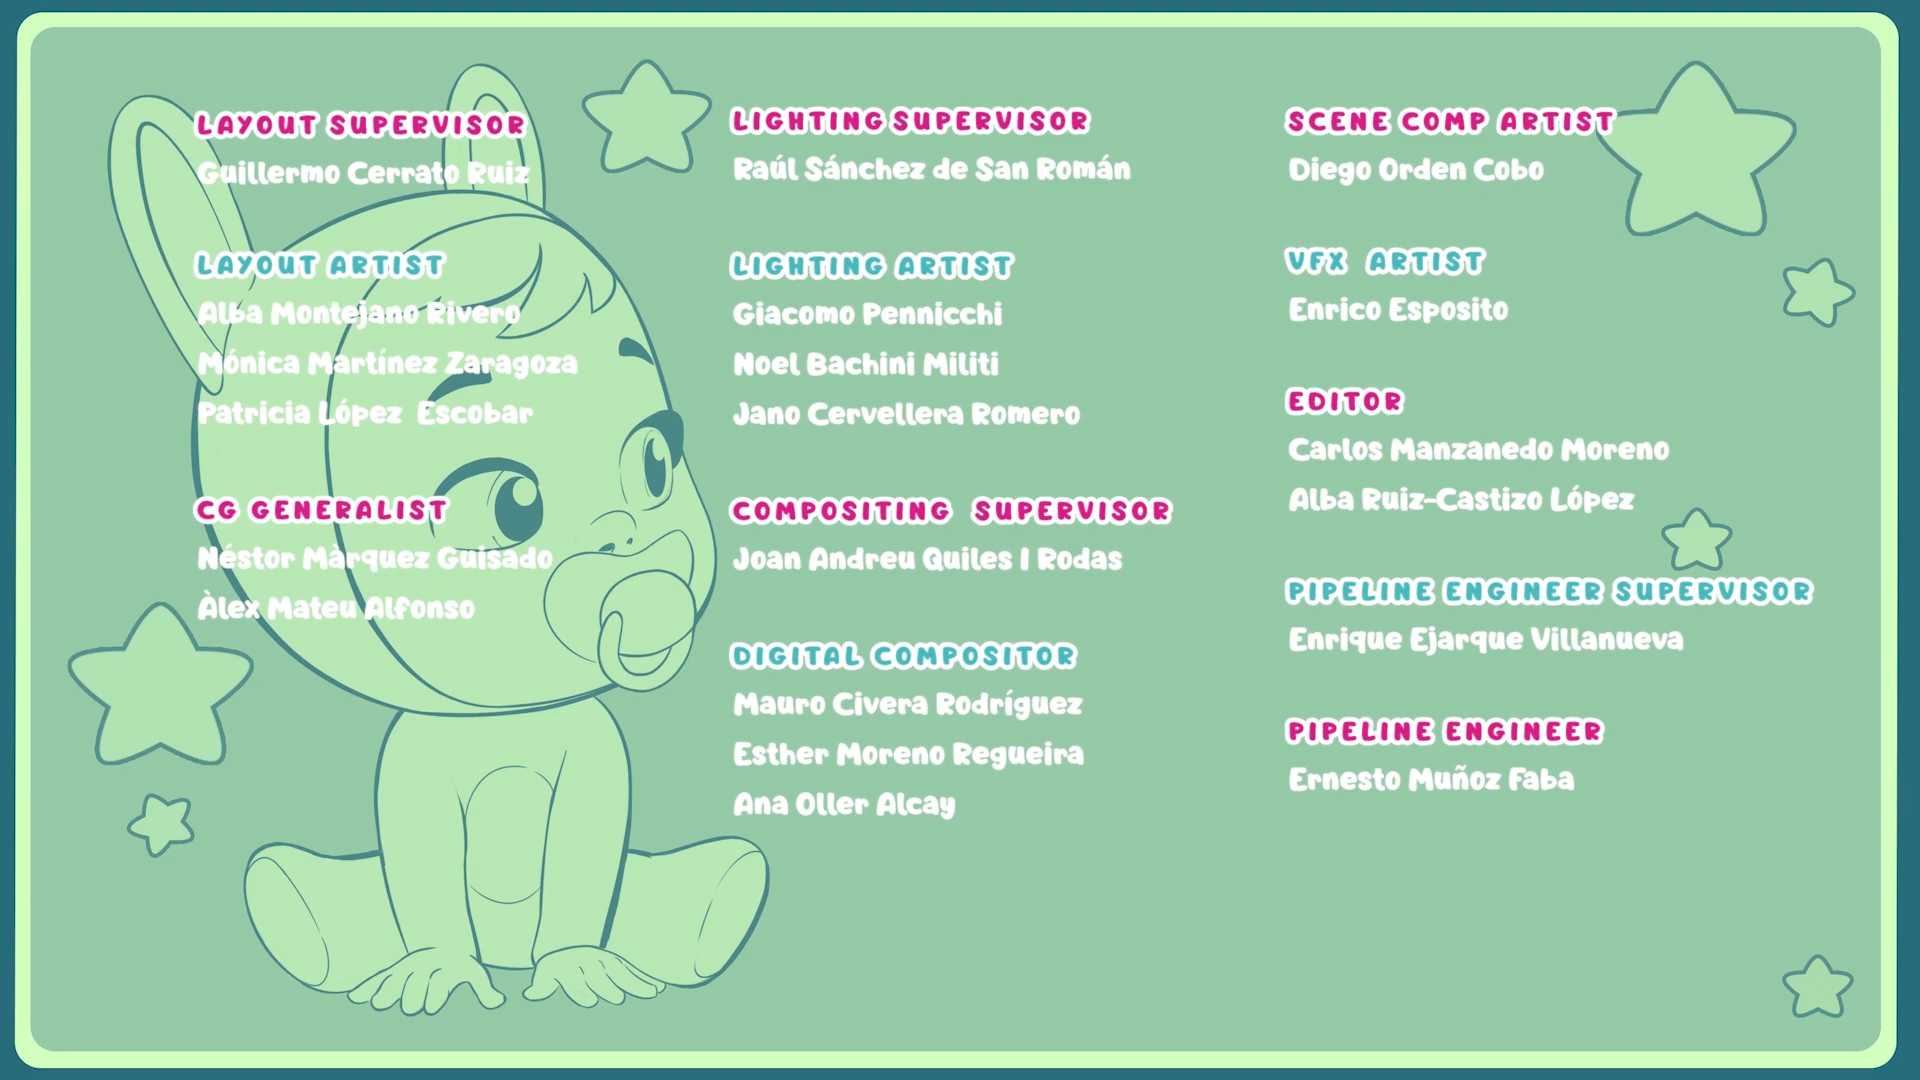 LAYOUT SUPERVISOR
Guillermo Cerrato Ruiz
LAYOUT ARTIST
Alba Montejano Rivero
Mónica Martínez Zaragoza
Patricia López Escobar
CG GENERALIST
Néstor Màrquez Guisado
Àlex Mateu Alfonso
LIGHTING SUPERVISOR
Raúl Sánchez de San Román
LIGHTING ARTIST
Giacomo Pennicchi
Noel Bachini Militi
Jano Cervellera Romero
COMPOSITING SUPERVISOR
Joan Andreu Quiles I Rodas
DIGITAL COMPOSITOR
Mauro Civera Rodríguez
Esther Moreno Regueira
Ana Oller Alcay
SCENE COMP ARTIST
Diego Orden Cobo
VFX ARTIST
Enrico Esposito
EDITOR
Carlos Manzanedo Moreno
Alba Ruiz-Castizo López
PIPELINE ENGINEER SUPERVISOR
Enrique Ejarque Villanueva
PIPELINE ENGINEER
Ernesto Muñoz Faba